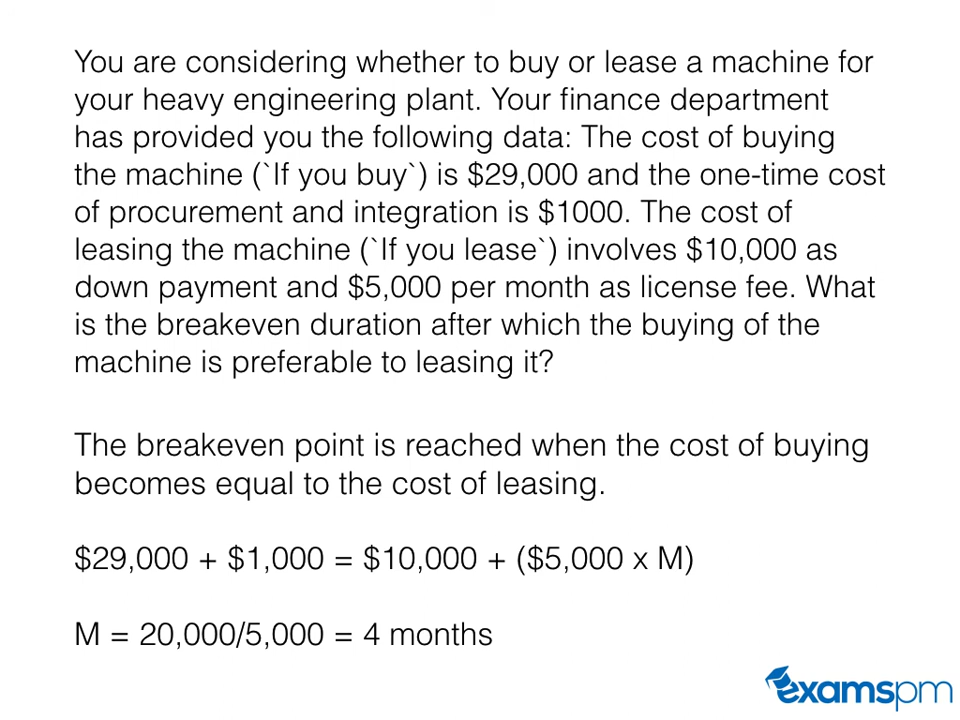 You are considering whether to buy or lease a machine for
your heavy engineering plant. Your finance department
has provided you the following data: The cost of buying
the machine (`If you buy`) is $29,000 and the one-time cost
of procurement and integration is $1000. The cost of
leasing the machine (`If you lease`) involves $10,000 as
down payment and $5,000 per month as license fee. What
is the breakeven duration after which the buying of the
machine is preferable to leasing it?
The breakeven point is reached when the cost of buying
becomes equal to the cost of leasing.
$29,000 + $1,000 = $10,000 + ($5,000 x M)
M = 20,000/5,000 = 4 months
examspm